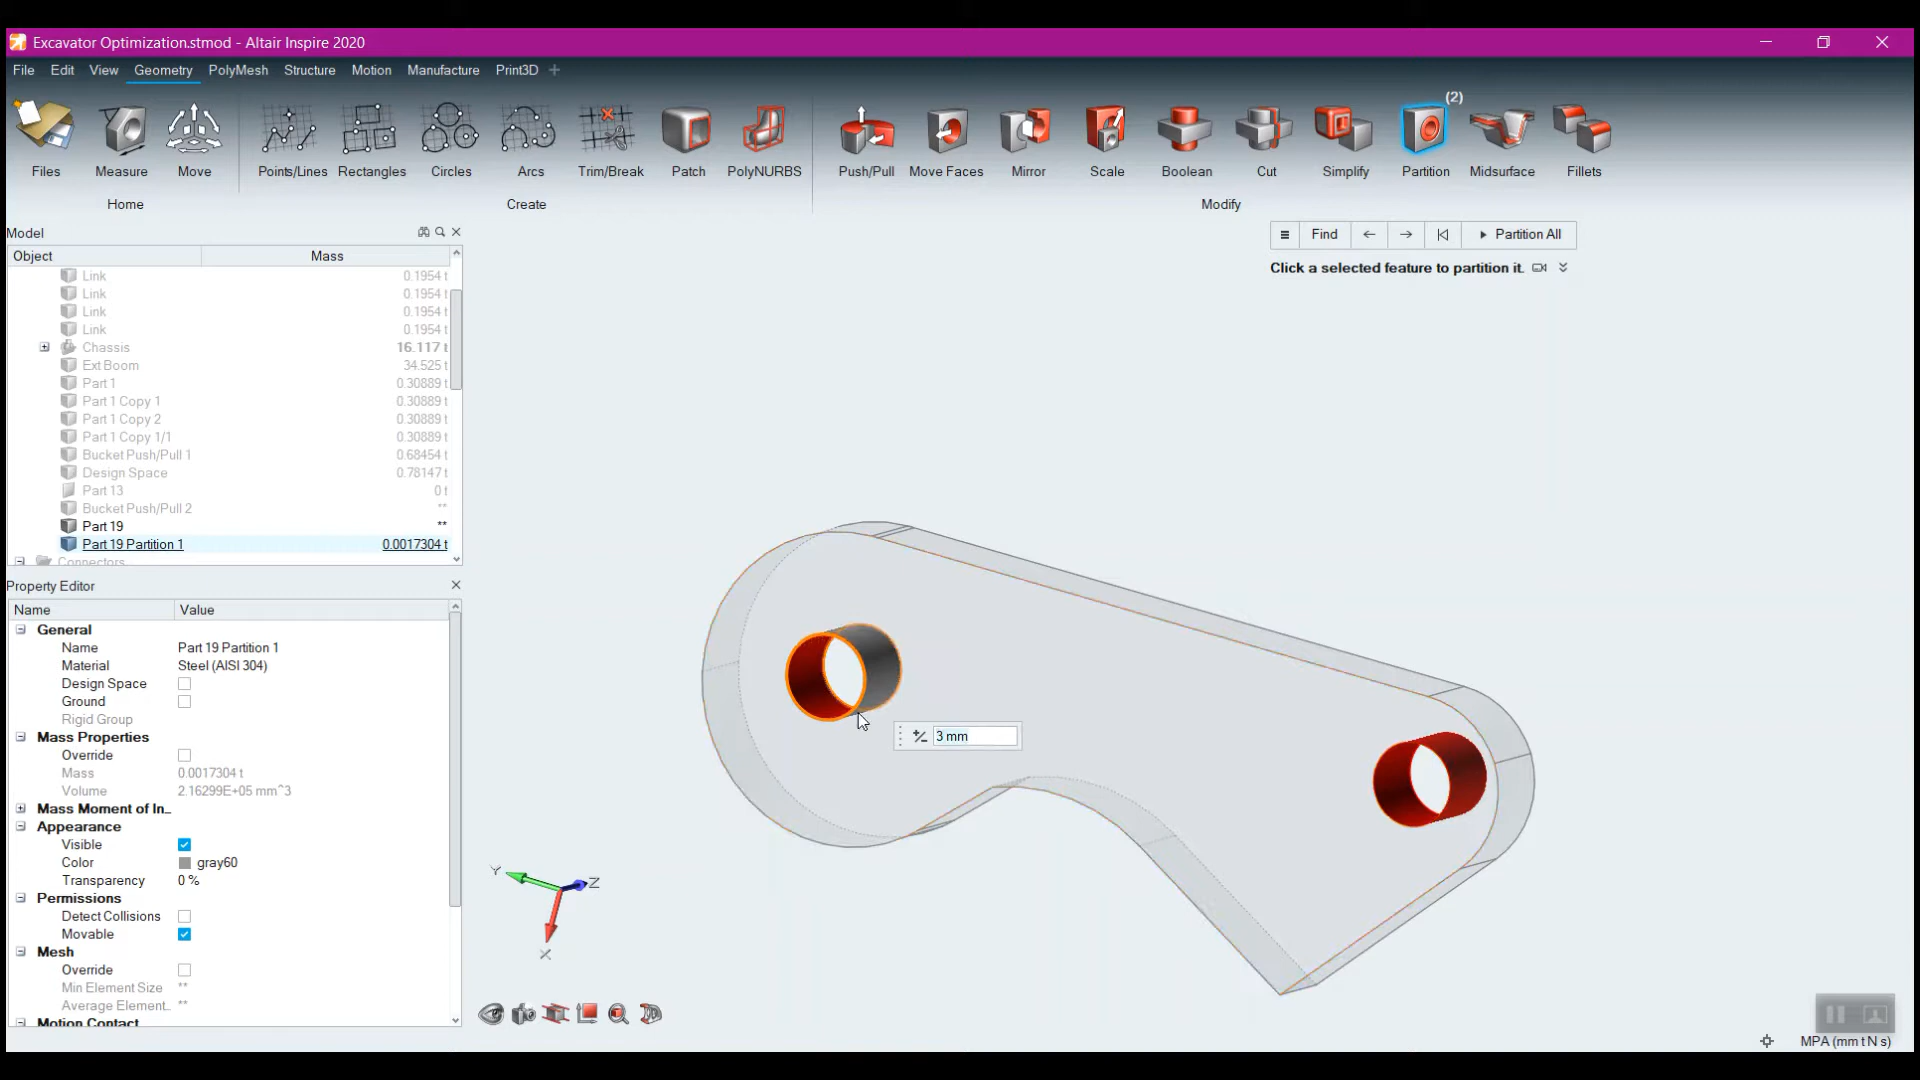 Excavator Optimization.stmod - Altair Inspire 2020
File Edit View Geometry PolyMesh Structure Motion Manufacture Print3D
(2)
Files Measure Move Points/Lines Rectangles Circles Arcs Trim/Break Patch PolyNURBS Push/Pull Move Faces Mirror Scale Boolean Cut Simplify Partition Midsurface Fillets
Home Create Modify
Model
Find Partition All
Object Mass
Click a selected feature to partition it.
Link 0.1954 t
Link 0.1954 t
Link 0.1954 t
Link 0.1954 t
Chassis 16.117 t
Ext Boom 34.525 t
Part 1 0.30889 t
Part 1 Copy 1 0.30889 t
Part 1 Copy 2 0.30889 t
Part 1 Copy 1/1 0.30889 t
Bucket Push/Pull 1 0.68454 t
Design Space 0.78147 t
Part 13 0 t
Bucket Push/Pull 2 **
Part 19 **
Part 19 Partition 1 0.0017304 t
Connectors
Property Editor
Name Value
General
Name Part 19 Partition 1
Material Steel (AISI 304)
Design Space
Ground
Rigid Group
Mass Properties
Override
Mass 0.0017304 t
Volume 2.16299E+05 mm^3
Mass Moment of In...
Appearance
Visible
Color gray60
Transparency 0 %
Permissions
Detect Collisions
Movable
Mesh
Override
Min Element Size **
Average Element... **
Motion Contact
3 mm
Y
Z
X
MPA (mm t N s)